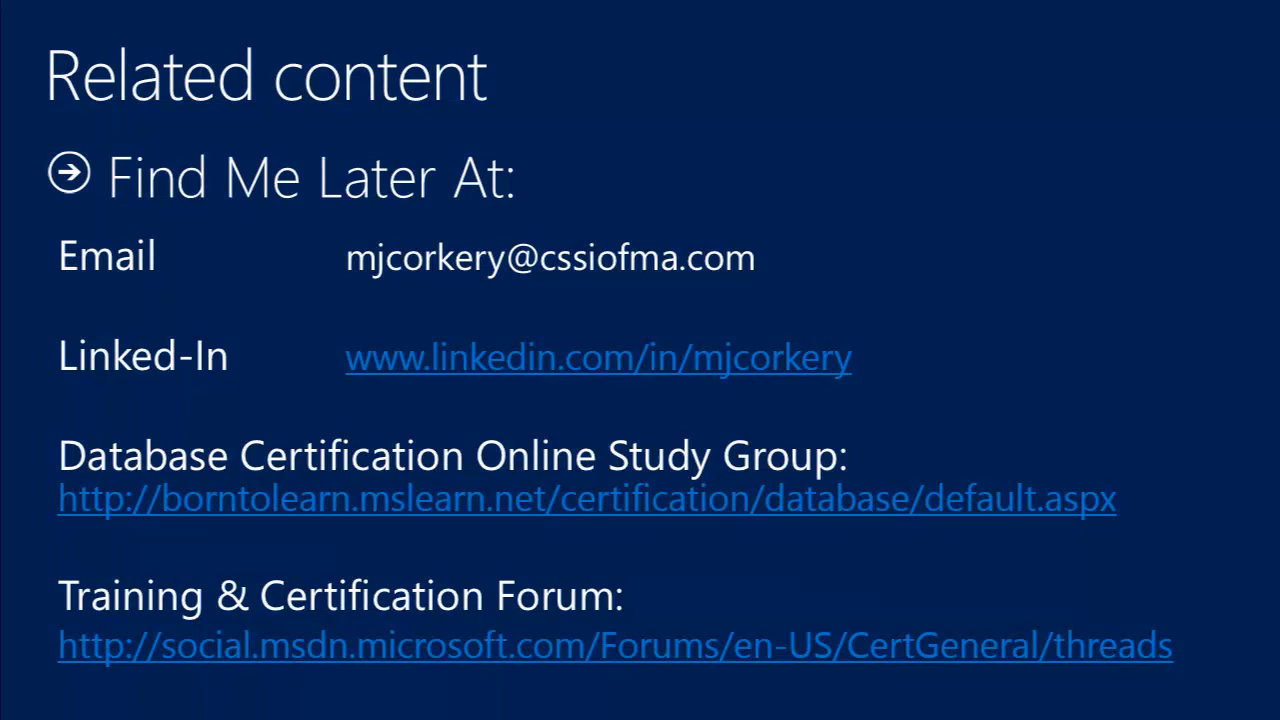 Related content
Find Me Later At:
Email mjcorkery@cssiofma.com
Linked-In www.linkedin.com/in/mjcorkery
Database Certification Online Study Group:
http://borntolearn.mslearn.net/certification/database/default.aspx
Training & Certification Forum:
http://social.msdn.microsoft.com/Forums/en-US/CertGeneral/threads